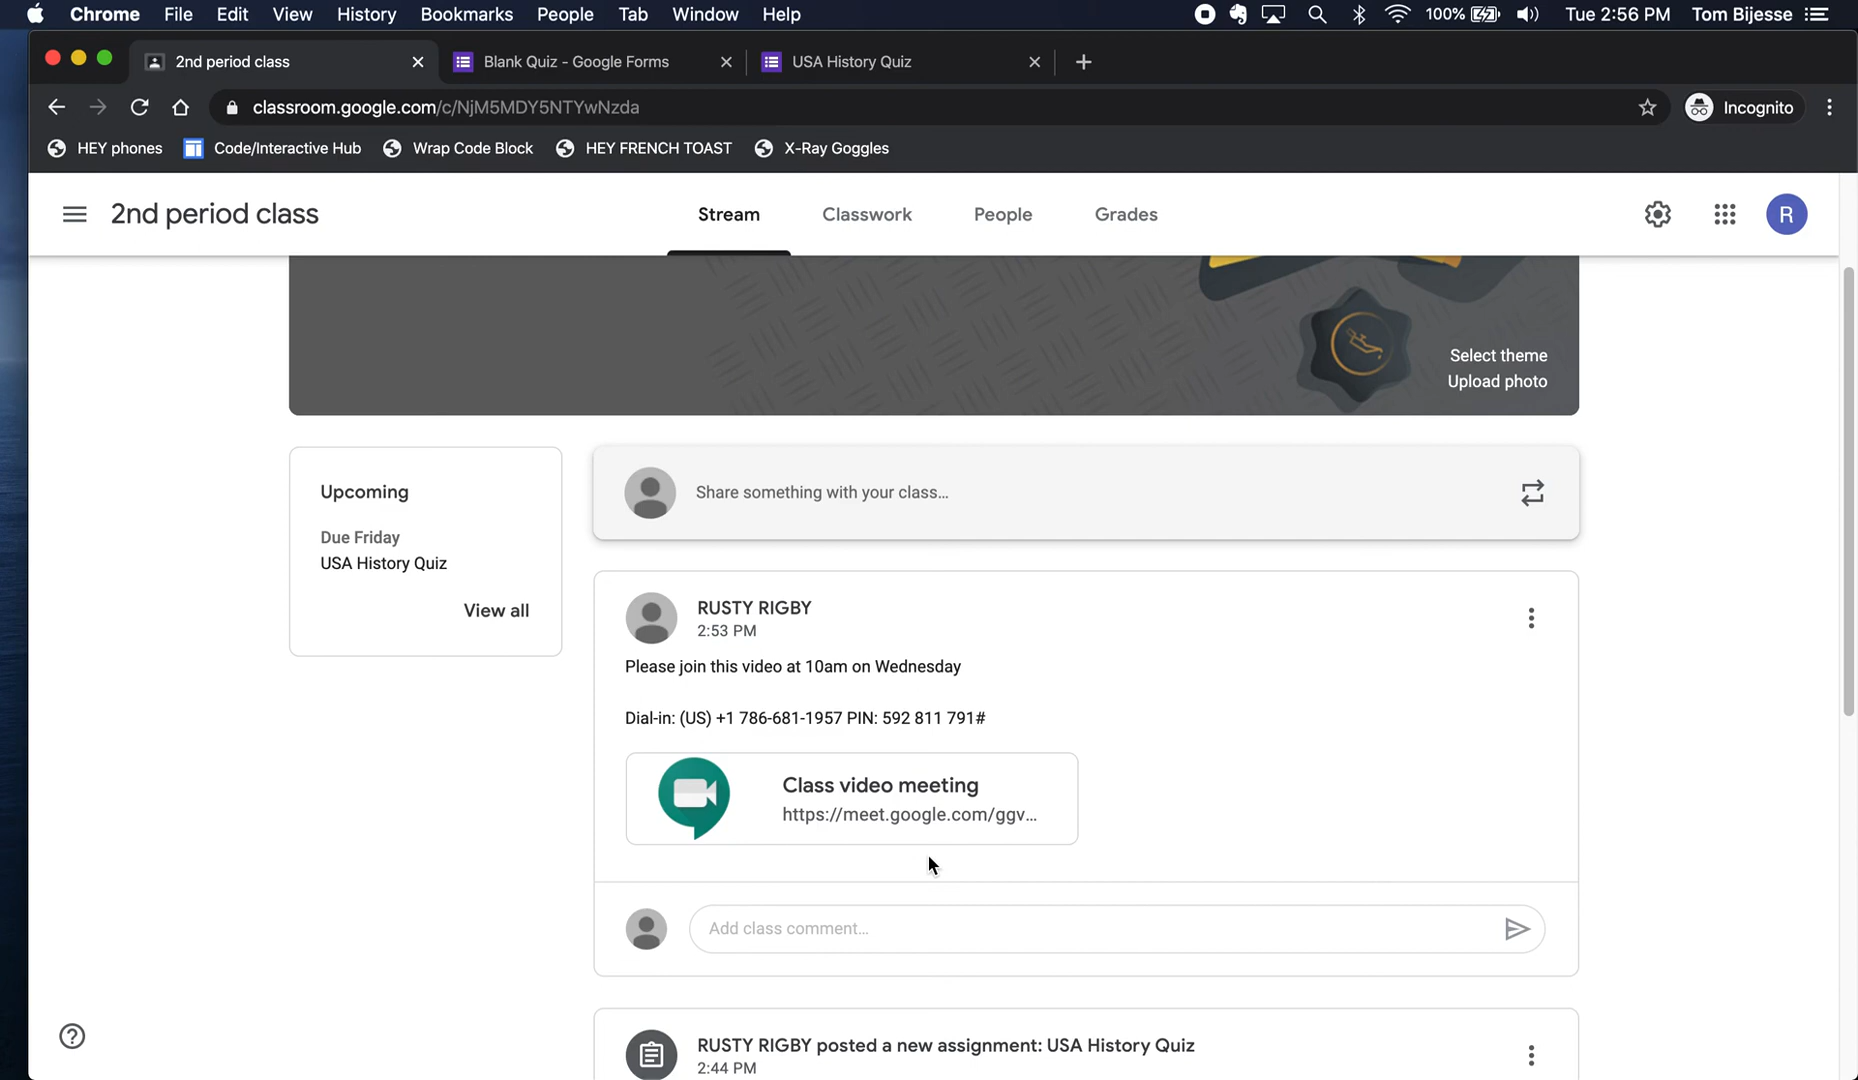 Chrome File Edit View History Bookmarks People Tab Window Help 100% Tue 2:56 PM Tom Bijesse
2nd period class Blank Quiz - Google Forms USA History Quiz
classroom.google.com/c/NjM5MDY5NTYwNzda Incognito
HEY phones Code/Interactive Hub Wrap Code Block HEY FRENCH TOAST X-Ray Goggles
2nd period class Stream Classwork People Grades R
Select theme
Upload photo
Upcoming
Due Friday
USA History Quiz
View all
Share something with your class...
RUSTY RIGBY
2:53 PM
Please join this video at 10am on Wednesday
Dial-in: (US) +1 786-681-1957 PIN: 592 811 791#
Class video meeting
https://meet.google.com/ggv...
Add class comment...
RUSTY RIGBY posted a new assignment: USA History Quiz
2:44 PM